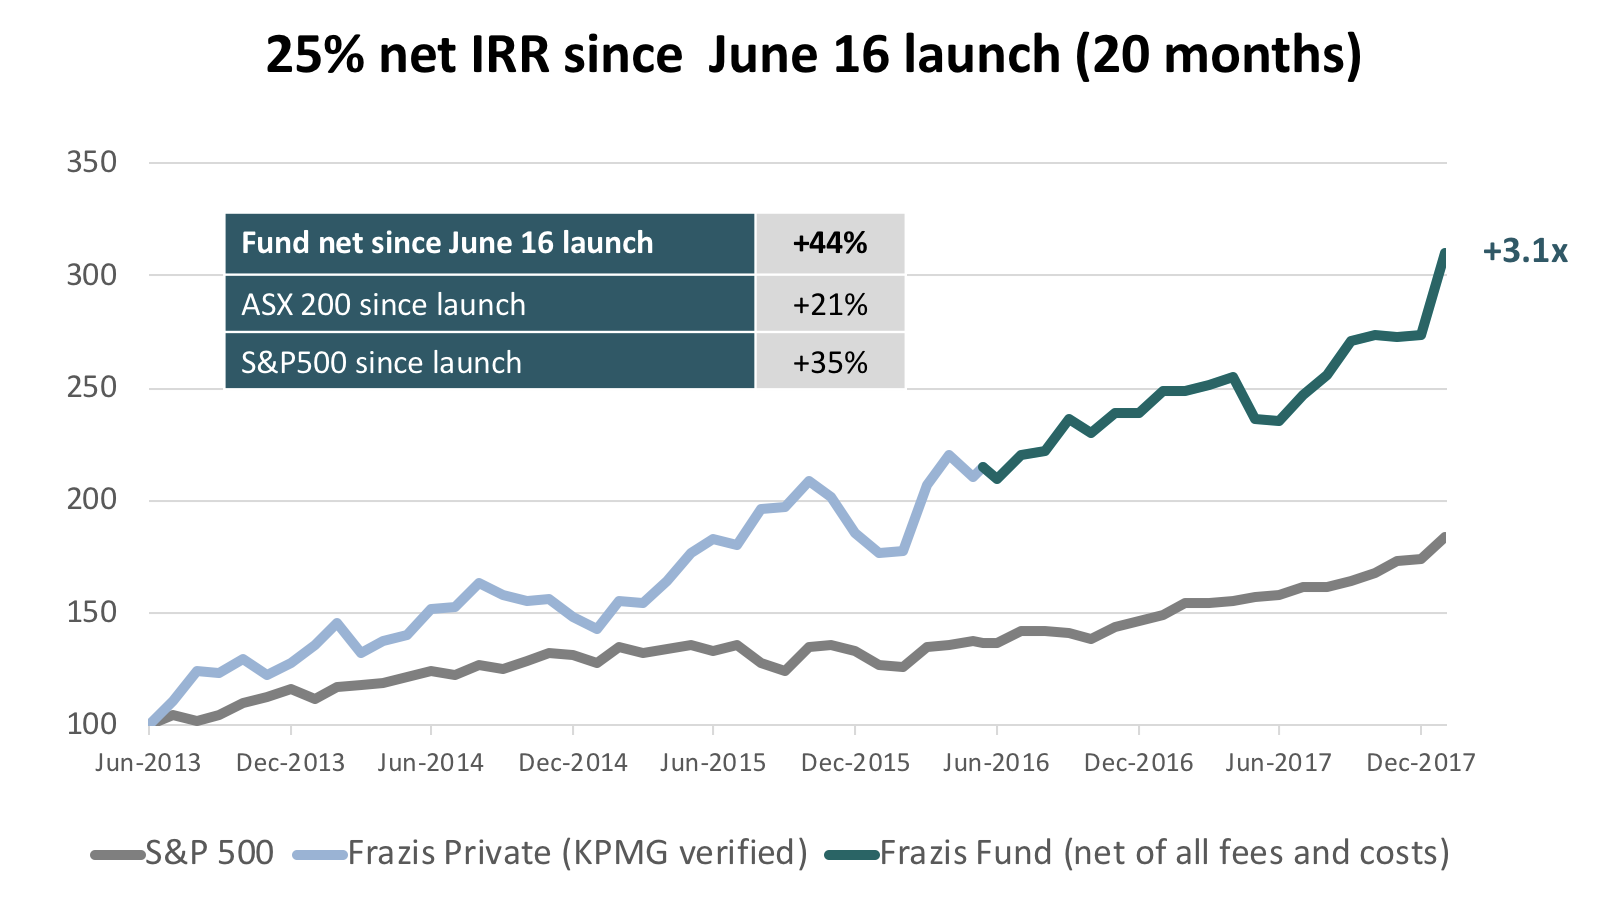 25% net IRR since  June 16 launch (20 months)
350
300
250
200
150
100
Fund net since June 16 launch +44%
ASX 200 since launch +21%
S&P500 since launch +35%
+3.1x
Jun-2013 Dec-2013 Jun-2014 Dec-2014 Jun-2015 Dec-2015 Jun-2016 Dec-2016 Jun-2017 Dec-2017
S&P 500 Frazis Private (KPMG verified) Frazis Fund (net of all fees and costs)